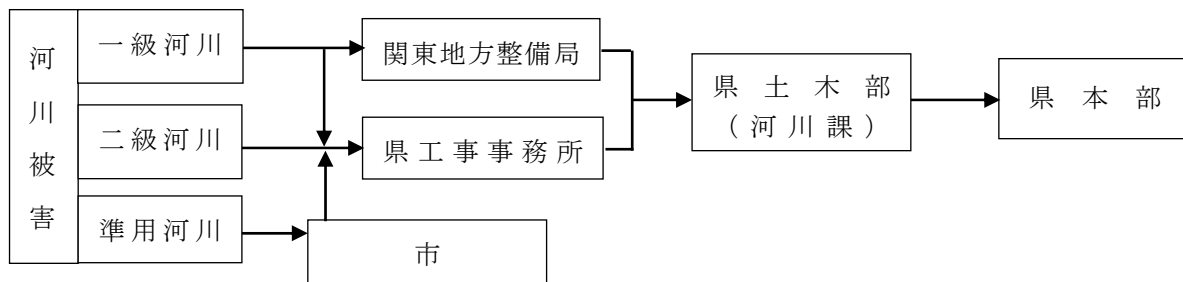 河川被害
一級河川
二級河川
準用河川
関東地方整備局
県工事事務所
市
県土木部
(河川課)
県本部